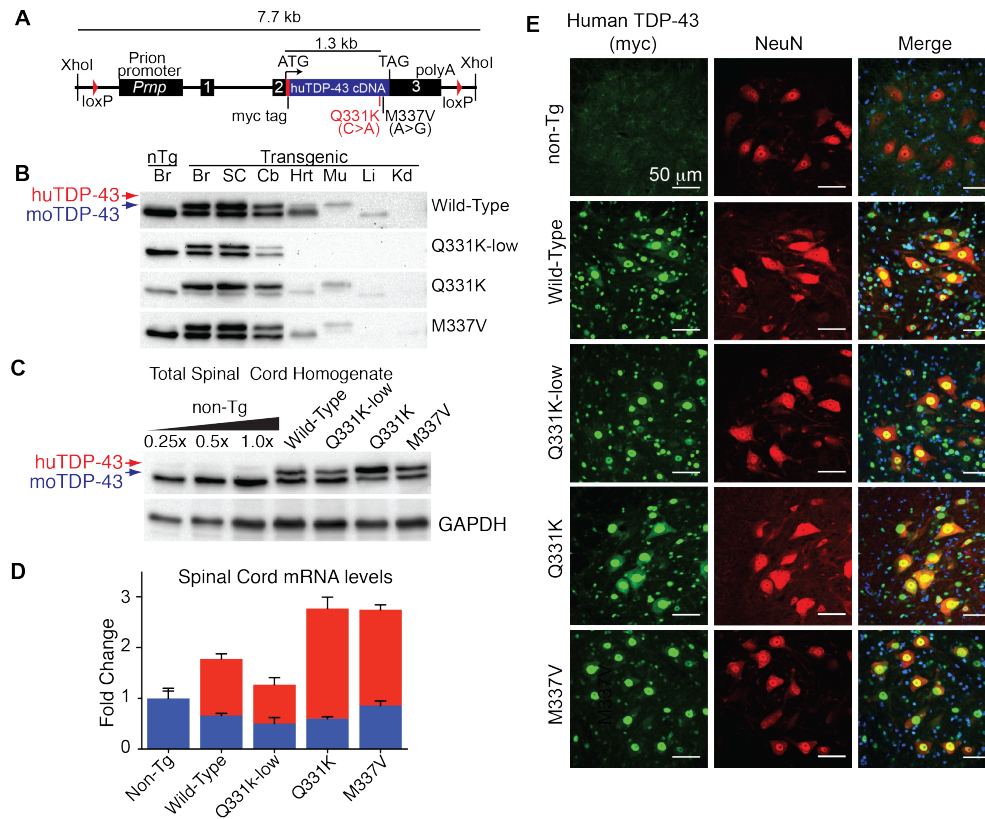 A
7.7 kb
1.3 kb
XhoI
Prion
promoter
ATG
TAG
polyA
XhoI
Prnp
1
2
huTDP-43 cDNA
3
loxP
loxP
myc tag
Q331K
(C>A)
M337V
(A>G)
B
nTg
Transgenic
Br
Br
SC
Cb
Hrt
Mu
Li
Kd
huTDP-43
moTDP-43
Wild-Type
Q331K-low
Q331K
M337V
C
Total Spinal Cord Homogenate
non-Tg
0.25x
0.5x
1.0x
Wild-Type
Q331K-low
Q331K
M337V
huTDP-43
moTDP-43
GAPDH
D
Spinal Cord mRNA levels
Fold Change
3
2
1
0
Non-Tg
Wild-Type
Q331k-low
Q331K
M337V
E
Human TDP-43
(myc)
NeuN
Merge
non-Tg
50 µm
Wild-Type
Q331K-low
Q331K
M337V
M337V